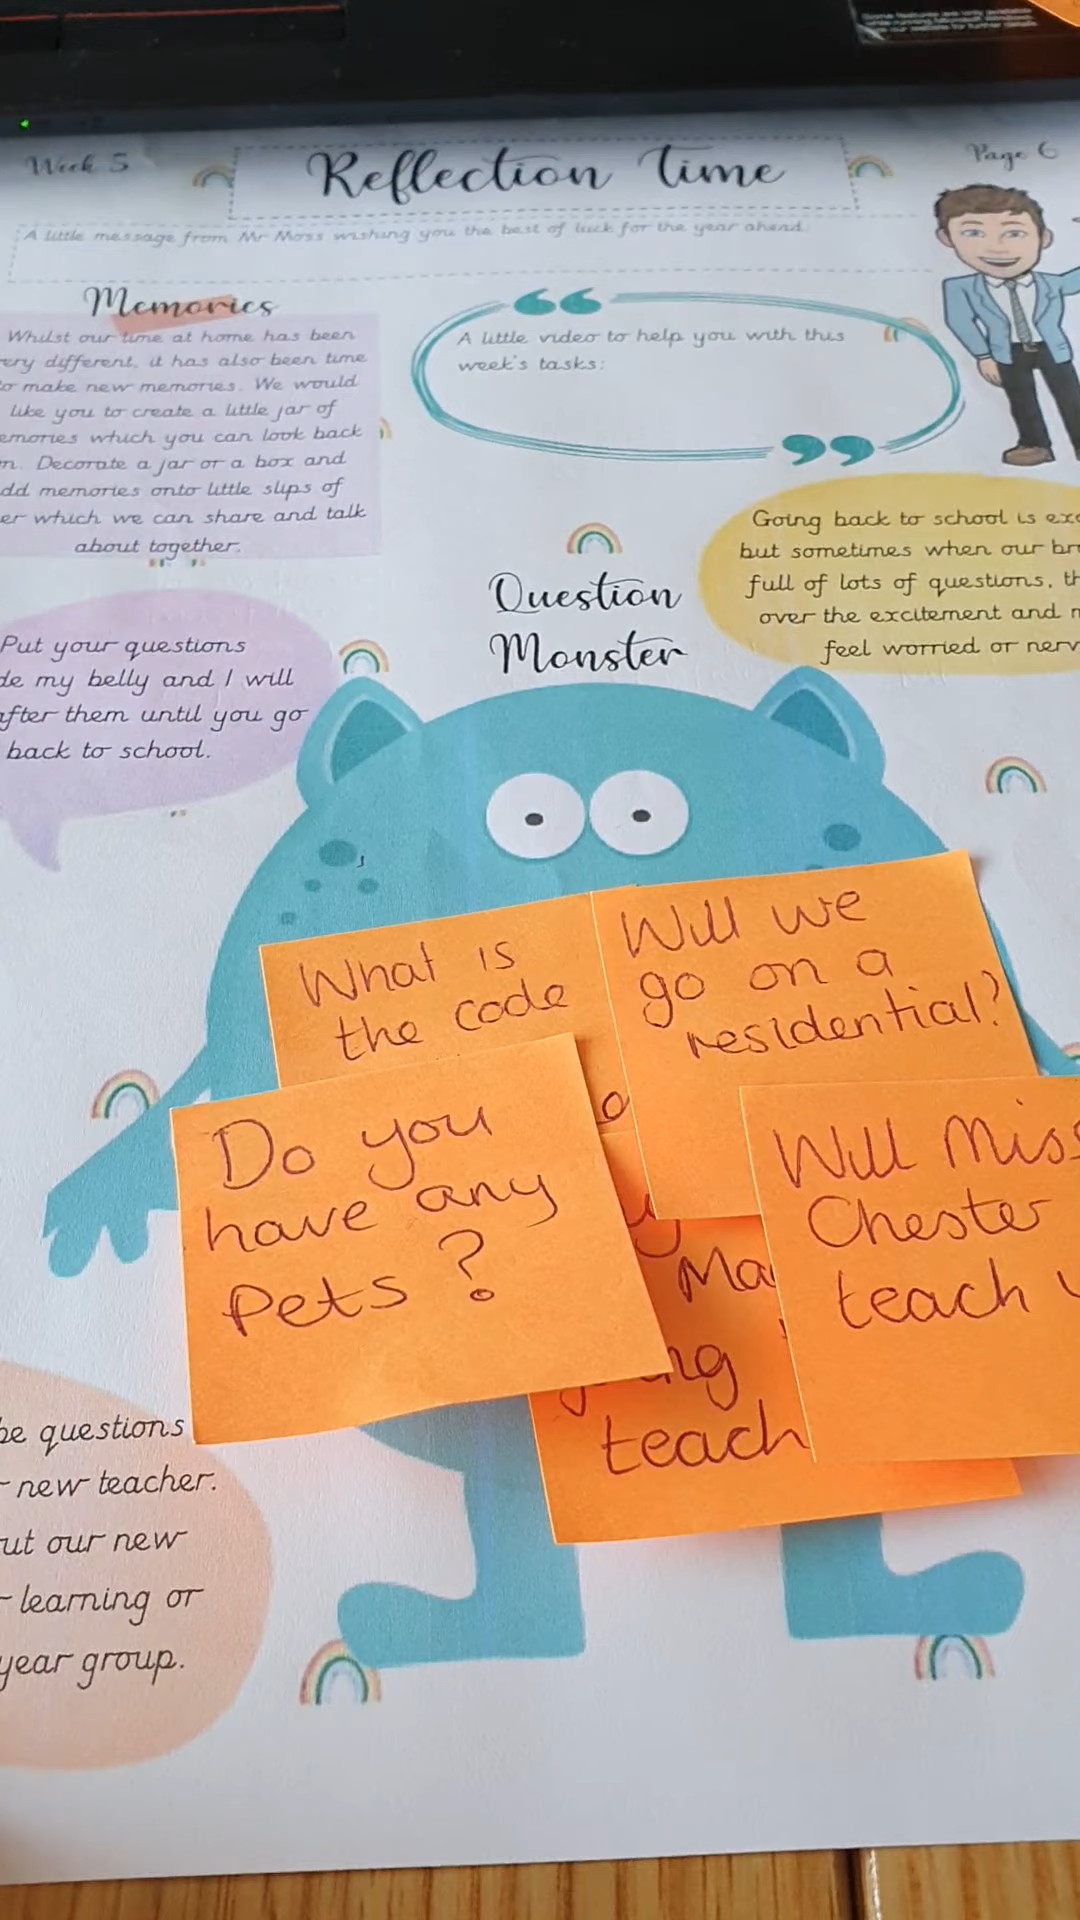 Week 5
Reflection Time
Page 6
A little message from Mr Moss wishing you the best of luck for the year ahead:
Memories
Whilst our time at home has been
very different, it has also been time
to make new memories. We would
like you to create a little jar of
memories which you can look back
on. Decorate a jar or a box and
add memories onto little slips of
er which we can share and talk
about together.
A little video to help you with this
week's tasks:
Going back to school is exc
but sometimes when our br
full of lots of questions, th
over the excitement and m
feel worried or nerv
Question
Monster
Put your questions
de my belly and I will
after them until you go
back to school.
What is
the code
Will we
go on a
residential?
Do you
have any
pets?
Will Miss
Chester
teach
Ma
ng
teach
be questions
new teacher.
ut our new
learning or
year group.